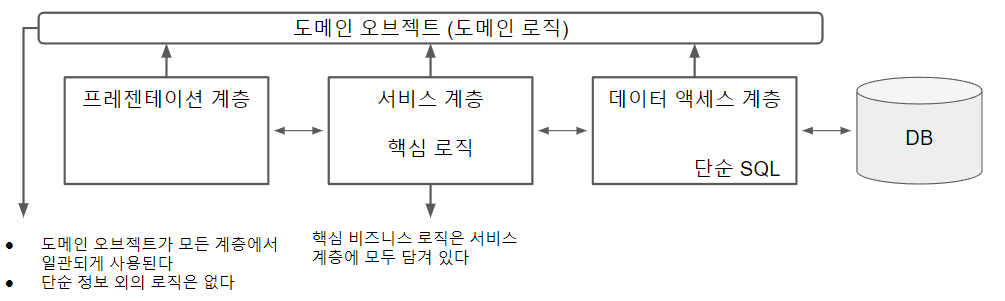 도메인 오브젝트 (도메인 로직)
프레젠테이션 계층
서비스 계층
핵심 로직
데이터 액세스 계층
단순 SQL
DB
● 도메인 오브젝트가 모든 계층에서
일관되게 사용된다
● 단순 정보 외의 로직은 없다
핵심 비즈니스 로직은 서비스
계층에 모두 담겨 있다